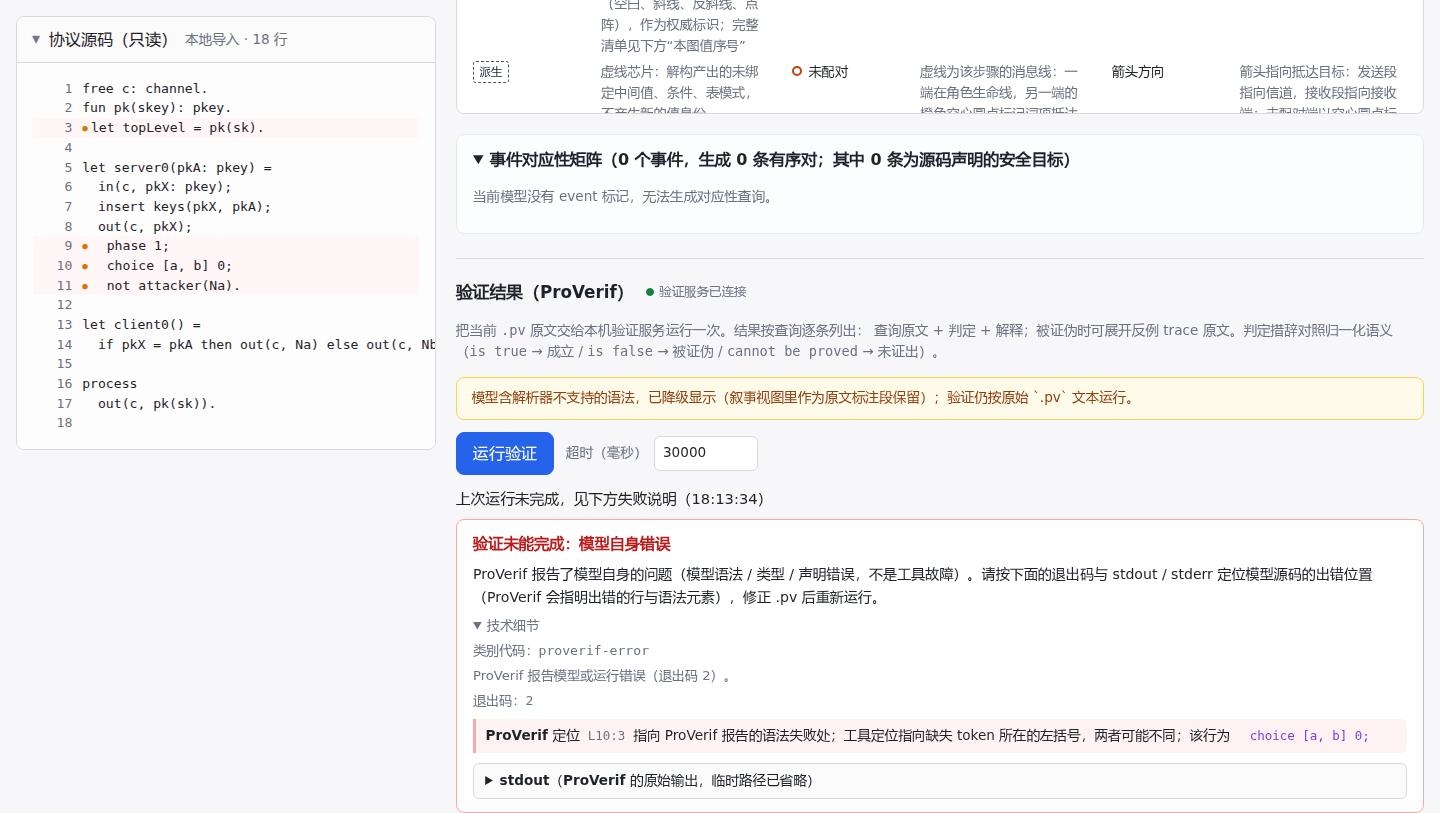 ▼ 协议源码（只读） 本地导入 · 18 行
1 free c: channel.
2 fun pk(skey): pkey.
3 let topLevel = pk(sk).
4
5 let server0(pkA: pkey) =
6 in(c, pkX: pkey);
7 insert keys(pkX, pkA);
8 out(c, pkX);
9 phase 1;
10 choice [a, b] 0;
11 not attacker(Na).
12
13 let client0() =
14 if pkX = pkA then out(c, Na) else out(c, Nb
15
16 process
17 out(c, pk(sk)).
18
（空白、斜线、反斜线、点
阵），作为权威标识；完整
清单见下方“本图值序号”
派生
虚线芯片：解构产出的未绑
定中间值、条件、表模式，
未配对
虚线为该步骤的消息线：一
端在角色生命线，另一端的
箭头方向
箭头指向抵达目标：发送段
指向信道，接收段指向接收
▼ 事件对应性矩阵（0 个事件，生成 0 条有序对；其中 0 条为源码声明的安全目标）
当前模型没有 event 标记，无法生成对应性查询。
验证结果（ProVerif） 验证服务已连接
把当前 .pv 原文交给本机验证服务运行一次。结果按查询逐条列出： 查询原文 + 判定 + 解释；被证伪时可展开反例 trace 原文。判定措辞对照归一化语义
（is true → 成立 / is false → 被证伪 / cannot be proved → 未证出）。
模型含解析器不支持的语法，已降级显示（叙事视图里作为原文标注段保留）；验证仍按原始 `.pv` 文本运行。
运行验证 超时（毫秒） 30000
上次运行未完成，见下方失败说明（18:13:34）
验证未能完成：模型自身错误
ProVerif 报告了模型自身的问题（模型语法 / 类型 / 声明错误，不是工具故障）。请按下面的退出码与 stdout / stderr 定位模型源码的出错位置
（ProVerif 会指明出错的行与语法元素），修正 .pv 后重新运行。
▼ 技术细节
类别代码：proverif-error
ProVerif 报告模型或运行错误（退出码 2）。
退出码：2
ProVerif 定位 L10:3 指向 ProVerif 报告的语法失败处；工具定位指向缺失 token 所在的左括号，两者可能不同；该行为 choice [a, b] 0;
▶ stdout（ProVerif 的原始输出，临时路径已省略）